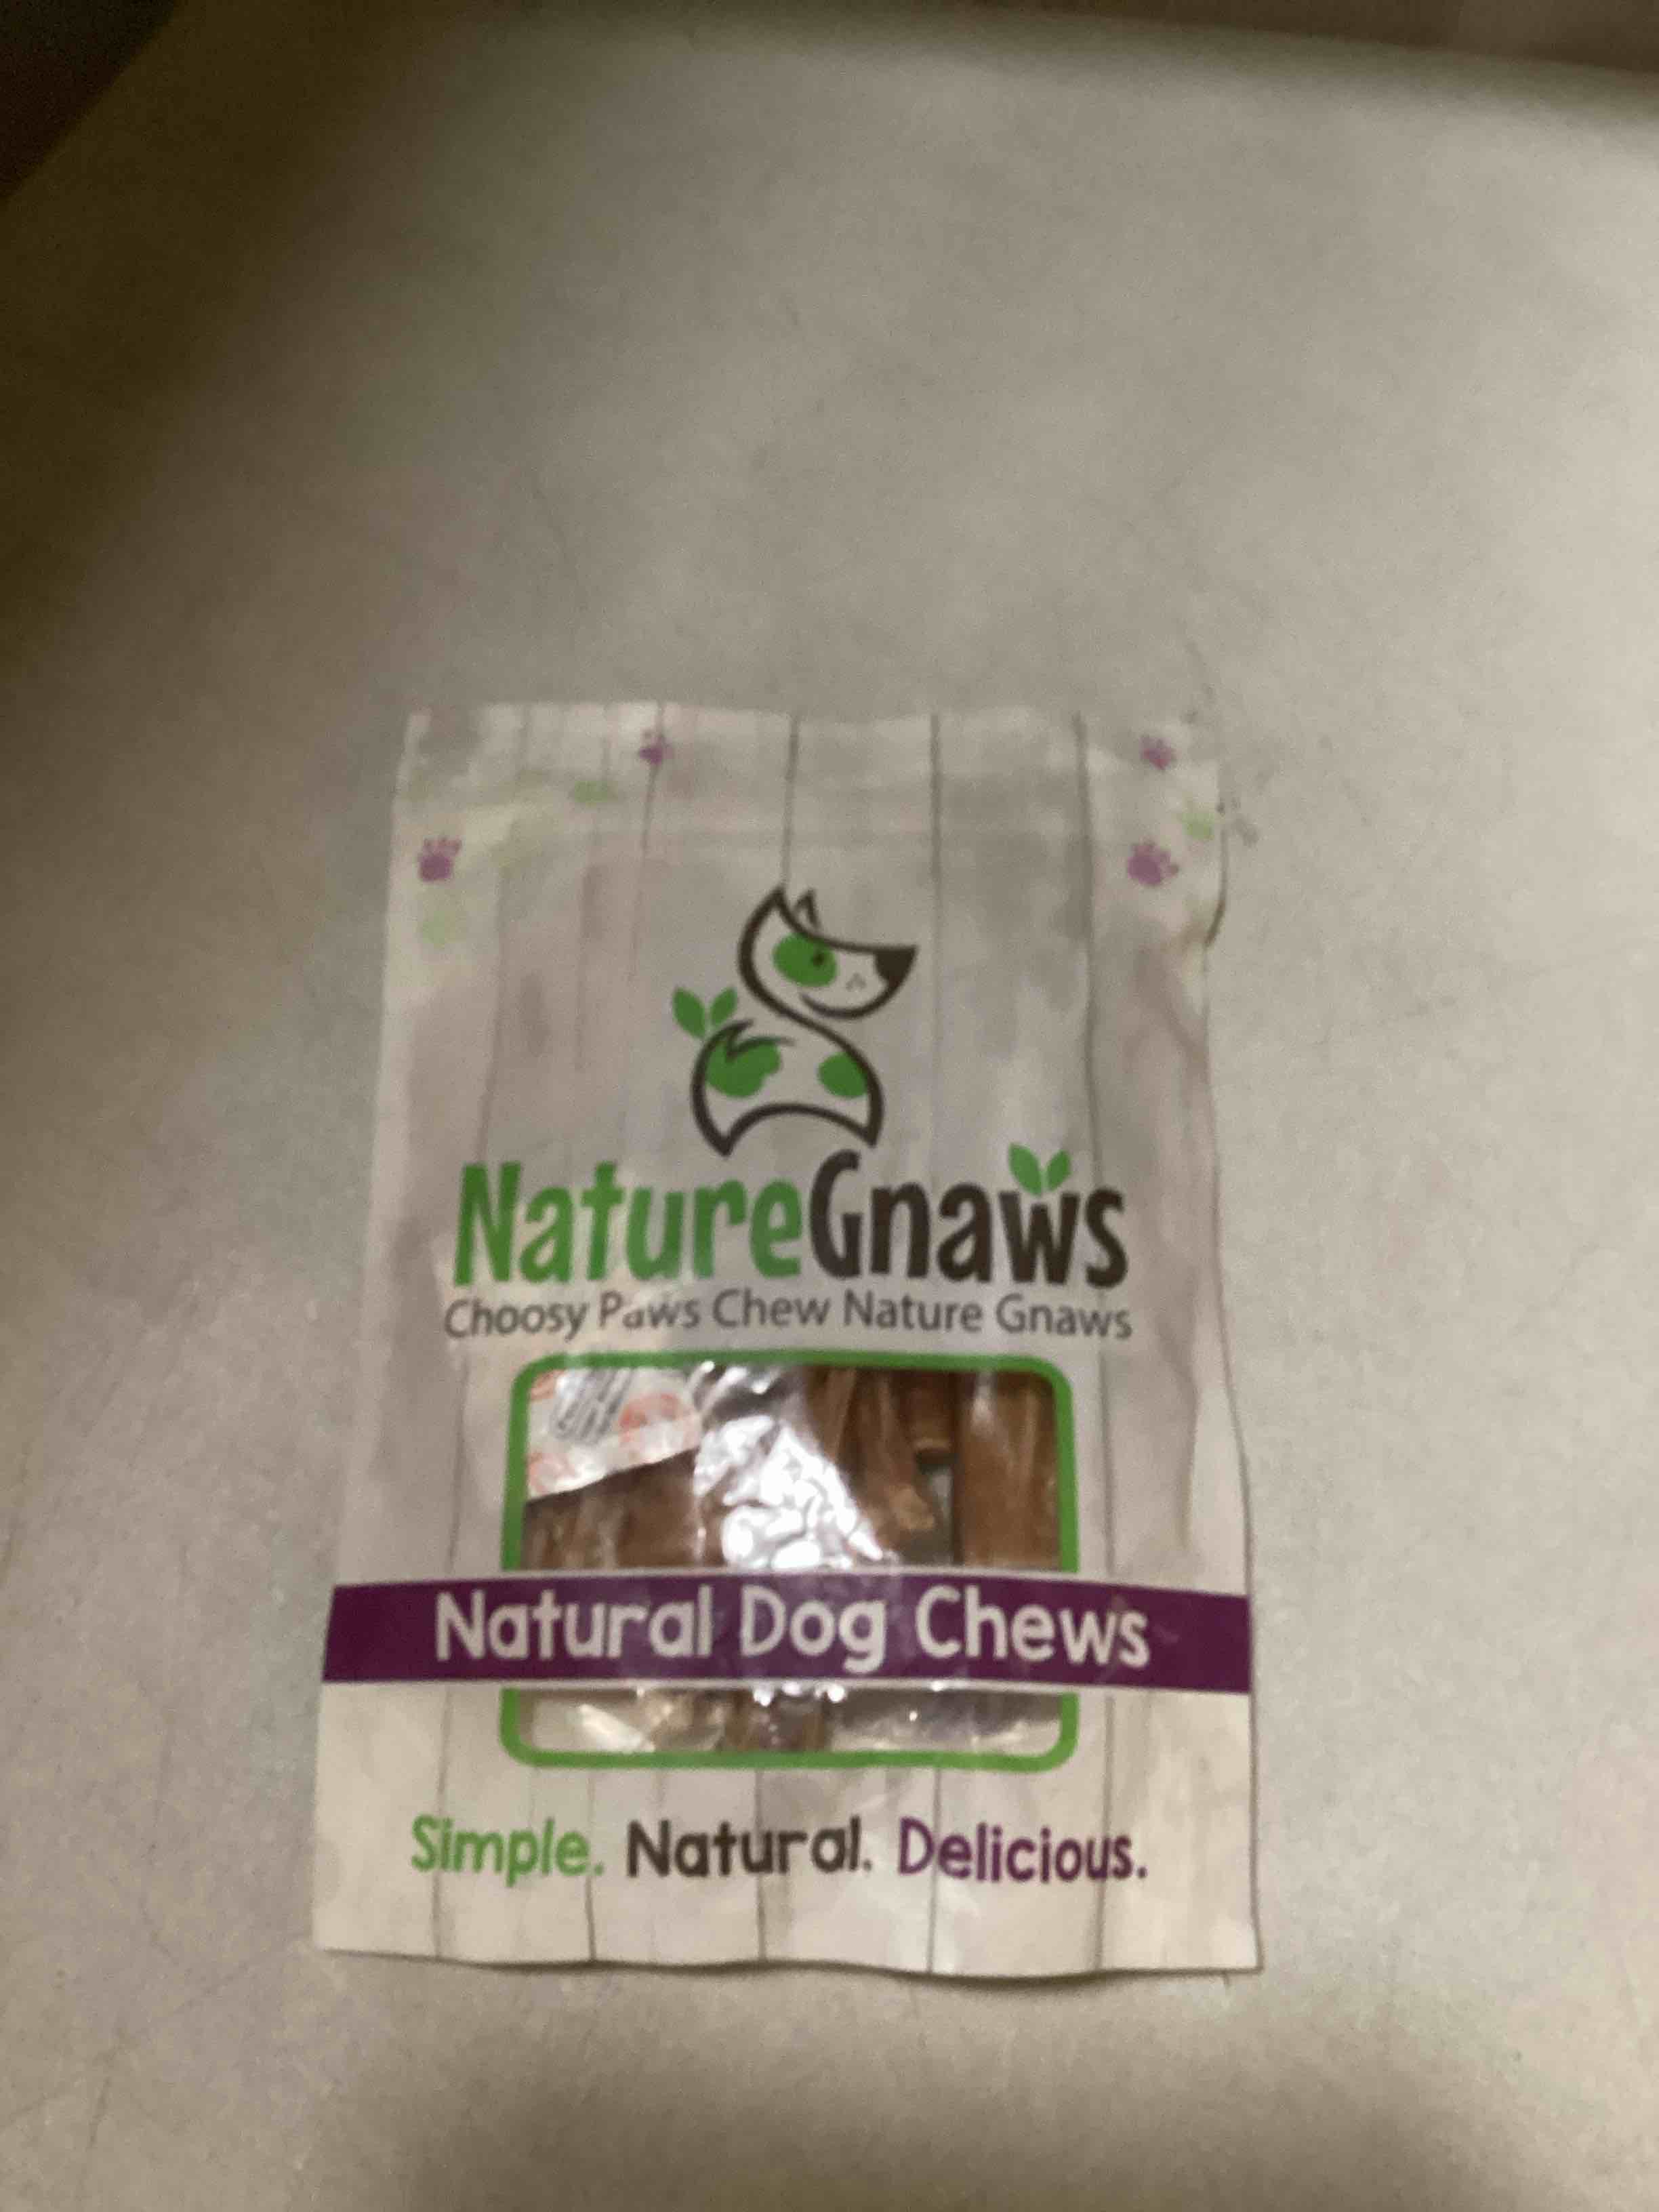 NatureGnaws
Choosy Paws Chew Nature Gnaws
Natural Dog Chews
Simple. Natural. Delicious.